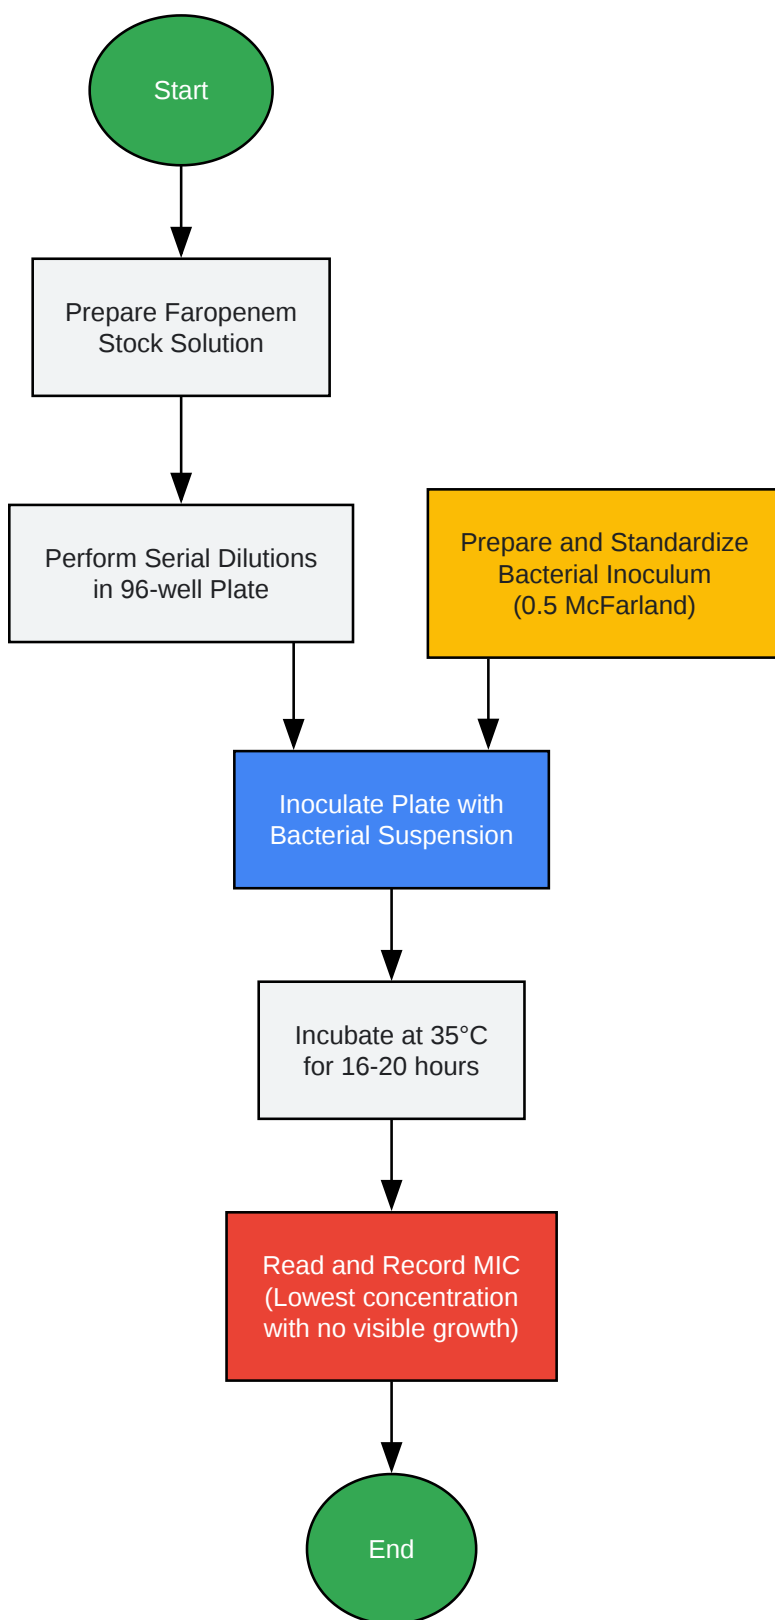 Start
Prepare Faropenem
Stock Solution
Perform Serial Dilutions
in 96-well Plate
Prepare and Standardize
Bacterial Inoculum
(0.5 McFarland)
Inoculate Plate with
Bacterial Suspension
Incubate at 35°C
for 16-20 hours
Read and Record MIC
(Lowest concentration
with no visible growth)
End